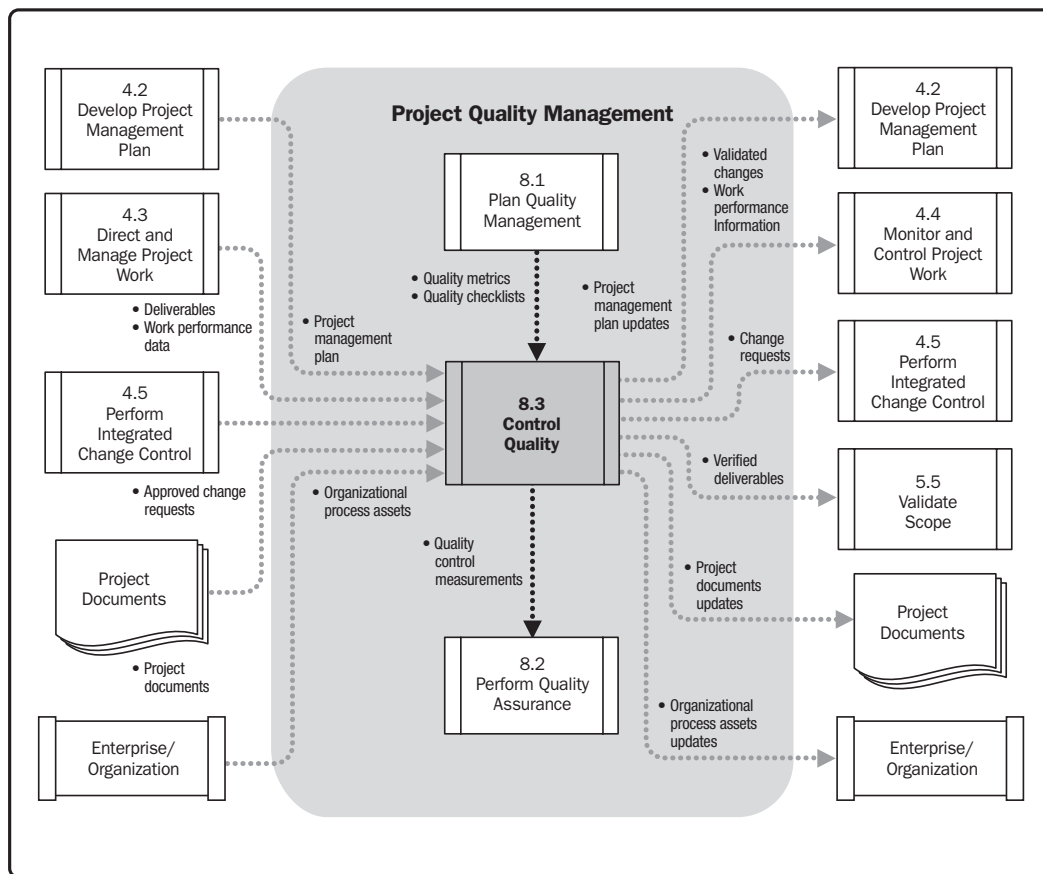 Project Quality Management
4.2
Develop Project
Management
Plan
4.3
Direct and
Manage Project
Work
• Deliverables
• Work performance
data
4.5
Perform
Integrated
Change Control
• Approved change
requests
Project
Documents
• Project
documents
Enterprise/
Organization
• Project
management
plan
• Organizational
process assets
8.1
Plan Quality
Management
• Quality metrics
• Quality checklists
8.3
Control
Quality
• Quality
control
measurements
8.2
Perform Quality
Assurance
• Validated
changes
• Work
performance
Information
• Project
management
plan updates
• Change
requests
• Verified
deliverables
• Project
documents
updates
• Organizational
process assets
updates
4.2
Develop Project
Management
Plan
4.4
Monitor and
Control Project
Work
4.5
Perform
Integrated
Change Control
5.5
Validate
Scope
Project
Documents
Enterprise/
Organization